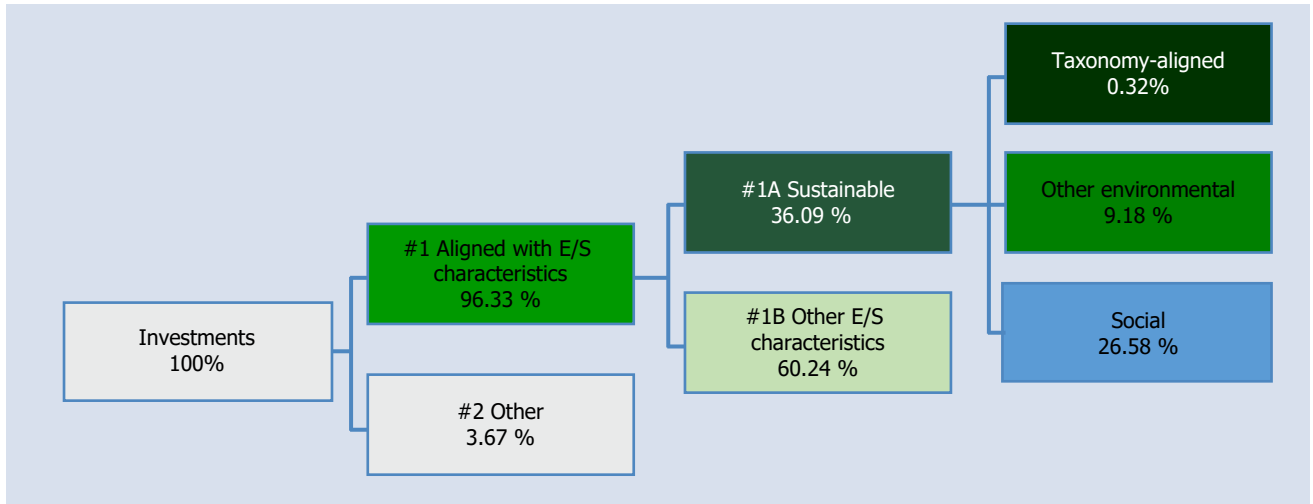 Investments
100%
#1 Aligned with E/S
characteristics
96.33 %
#2 Other
3.67 %
#1A Sustainable
36.09 %
#1B Other E/S
characteristics
60.24 %
Taxonomy-aligned
0.32%
Other environmental
9.18 %
Social
26.58 %